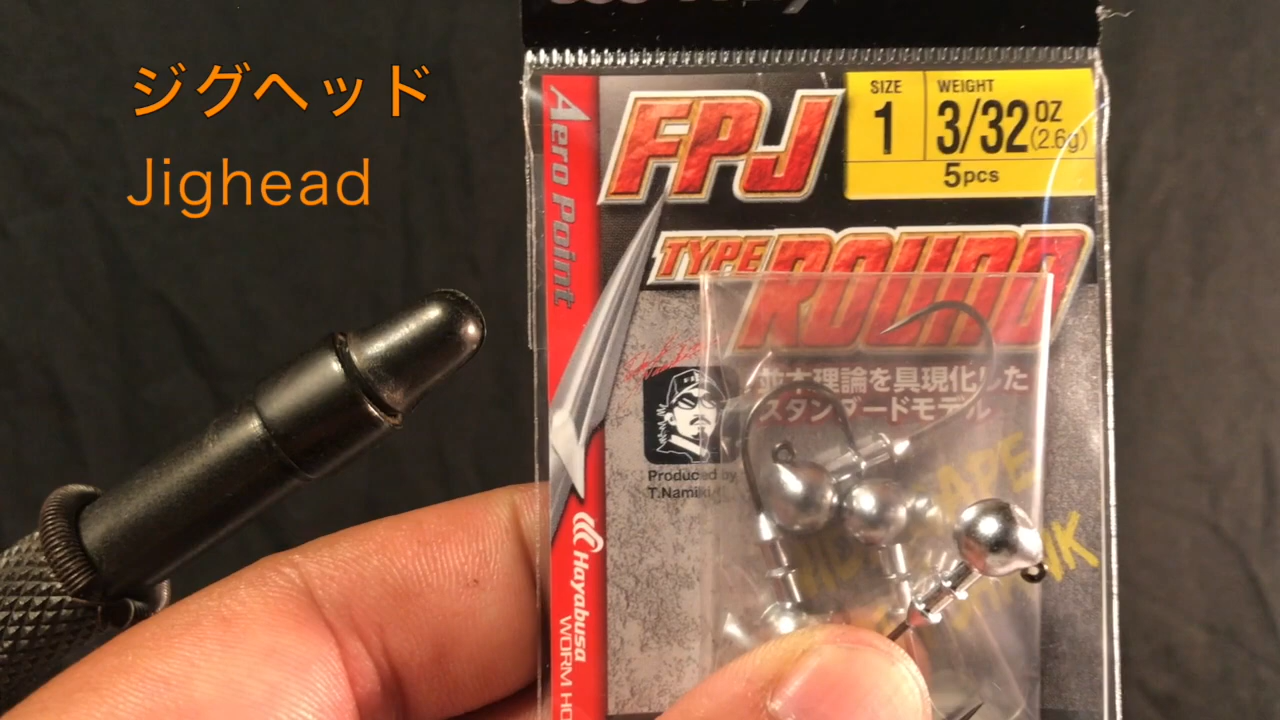 ジグヘッド
Jighead
Aero Point
FPJ
SIZE
1
WEIGHT
3/32 OZ
(2.6g)
5pcs
TYPE ROUND
並木理論を具現化した
スタンダードモデル
Produced by
T.Namiki
Hayabusa
WORM